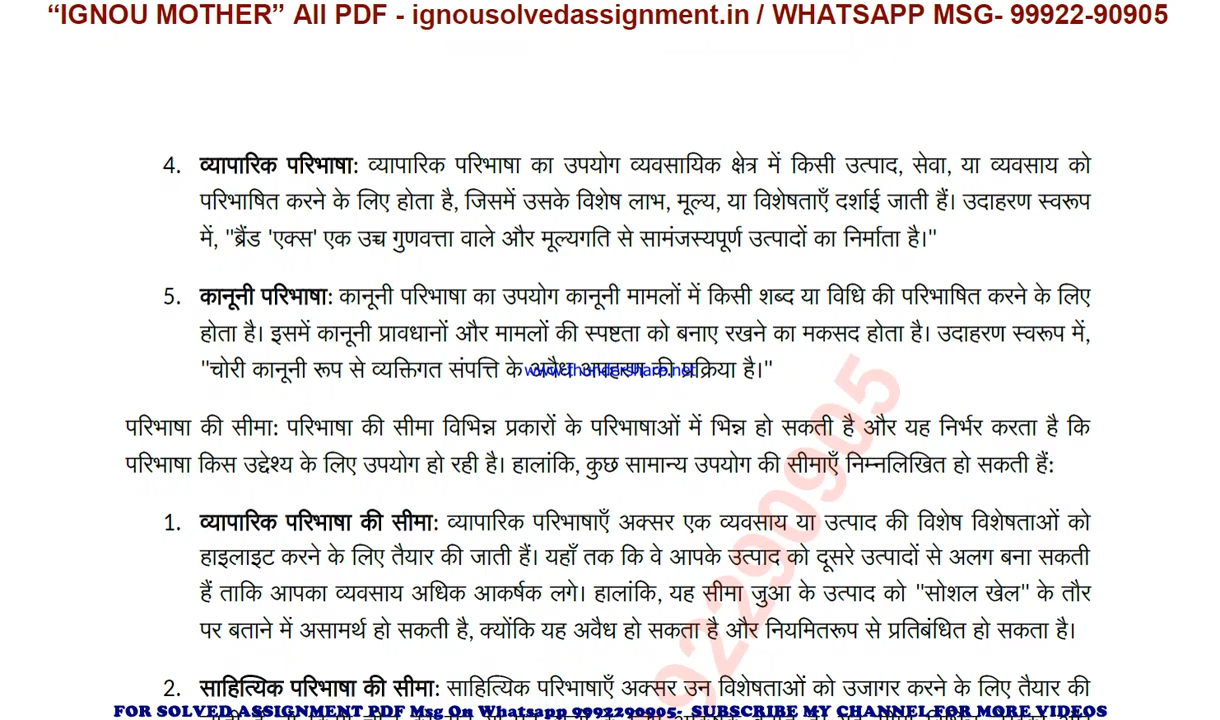 “IGNOU MOTHER” All PDF - ignousolvedassignment.in / WHATSAPP MSG- 99922-90905
4. व्यापारिक परिभाषा: व्यापारिक परिभाषा का उपयोग व्यवसायिक क्षेत्र में किसी उत्पाद, सेवा, या व्यवसाय को
परिभाषित करने के लिए होता है, जिसमें उसके विशेष लाभ, मूल्य, या विशेषताएँ दर्शाई जाती हैं। उदाहरण स्वरूप
में, "ब्रैंड 'एक्स' एक उच्च गुणवत्ता वाले और मूल्यगति से सामंजस्यपूर्ण उत्पादों का निर्माता है।"
5. कानूनी परिभाषा: कानूनी परिभाषा का उपयोग कानूनी मामलों में किसी शब्द या विधि की परिभाषित करने के लिए
होता है। इसमें कानूनी प्रावधानों और मामलों की स्पष्टता को बनाए रखने का मकसद होता है। उदाहरण स्वरूप में,
"चोरी कानूनी रूप से व्यक्तिगत संपत्ति के अवैध अपहरण की प्रक्रिया है।"
परिभाषा की सीमा: परिभाषा की सीमा विभिन्न प्रकारों के परिभाषाओं में भिन्न हो सकती है और यह निर्भर करता है कि
परिभाषा किस उद्देश्य के लिए उपयोग हो रही है। हालांकि, कुछ सामान्य उपयोग की सीमाएँ निम्नलिखित हो सकती हैं:
1. व्यापारिक परिभाषा की सीमा: व्यापारिक परिभाषाएँ अक्सर एक व्यवसाय या उत्पाद की विशेष विशेषताओं को
हाइलाइट करने के लिए तैयार की जाती हैं। यहाँ तक कि वे आपके उत्पाद को दूसरे उत्पादों से अलग बना सकती
हैं ताकि आपका व्यवसाय अधिक आकर्षक लगे। हालांकि, यह सीमा जुआ के उत्पाद को "सोशल खेल" के तौर
पर बताने में असामर्थ हो सकती है, क्योंकि यह अवैध हो सकता है और नियमितरूप से प्रतिबंधित हो सकता है।
2. साहित्यिक परिभाषा की सीमा: साहित्यिक परिभाषाएँ अक्सर उन विशेषताओं को उजागर करने के लिए तैयार की
FOR SOLVED ASSIGNMENT PDF Msg On Whatsapp 9992290905- SUBSCRIBE MY CHANNEL FOR MORE VIDEOS